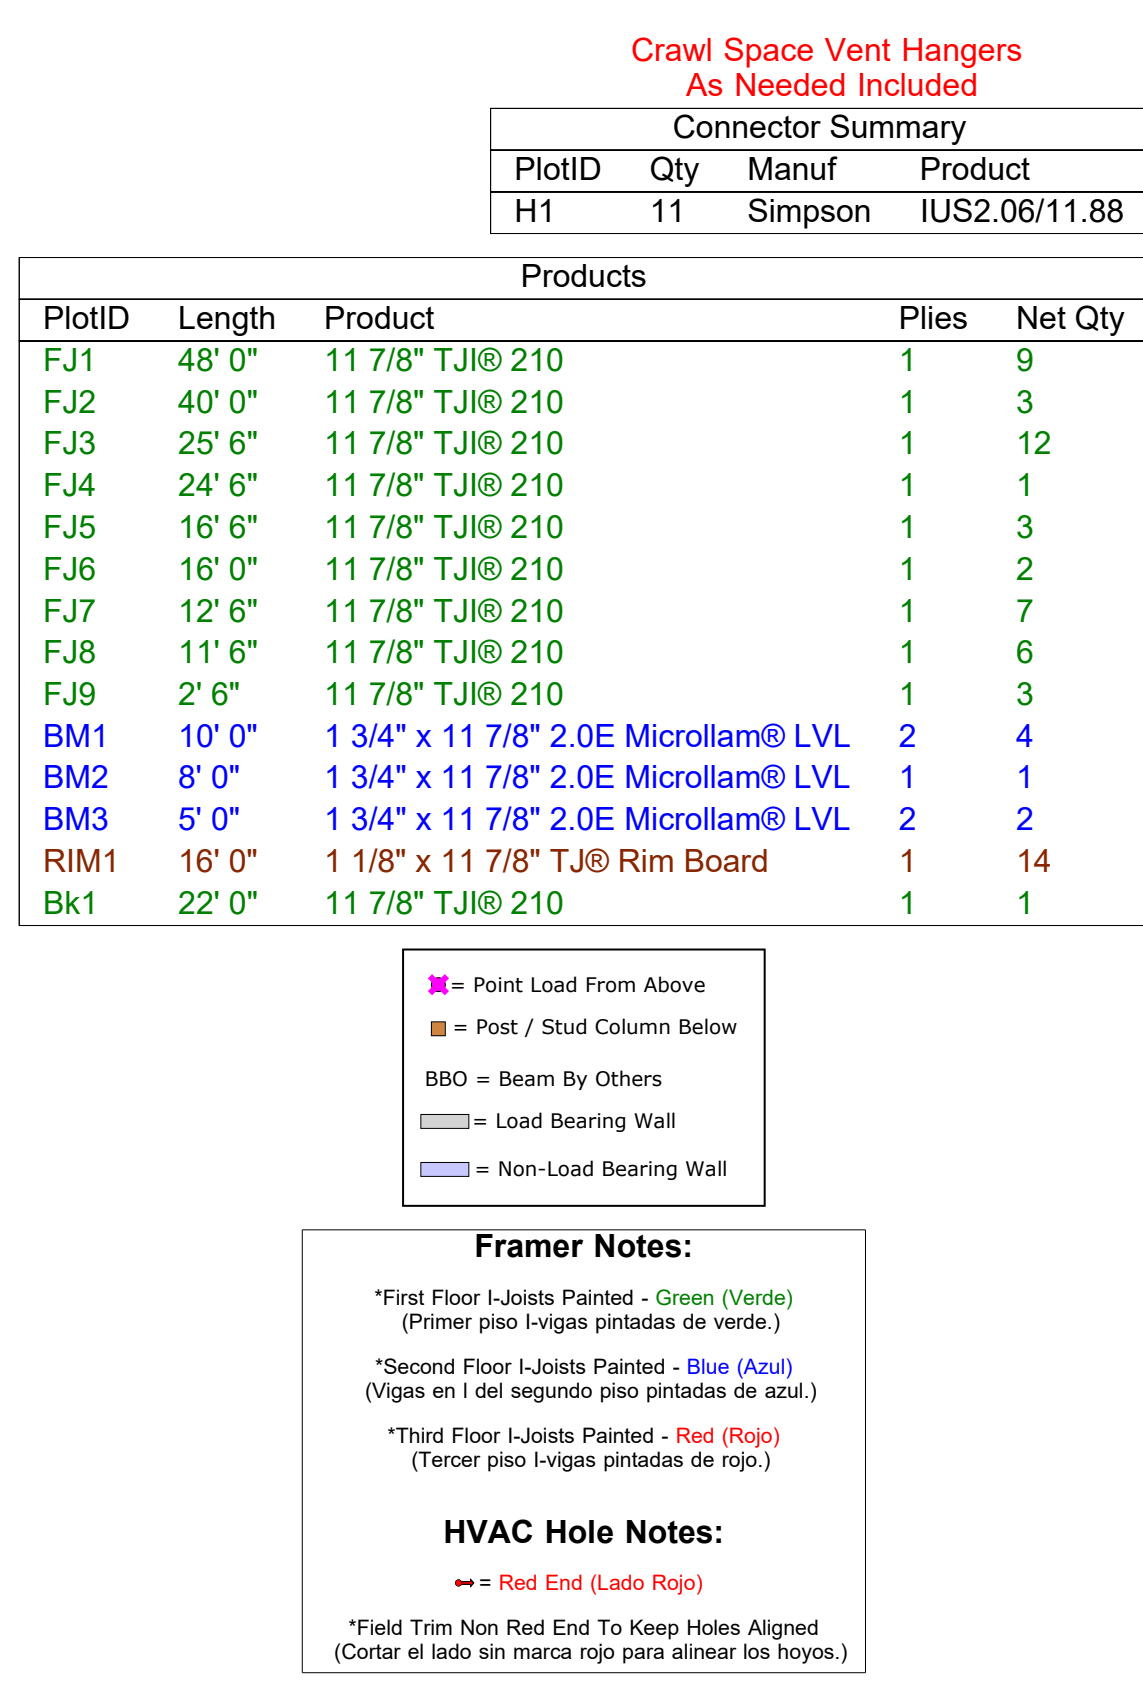 Crawl Space Vent Hangers
As Needed Included
Connector Summary
PlotID Qty Manuf Product
H1 11 Simpson IUS2.06/11.88
Products
PlotID Length Product Plies Net Qty
FJ1 48' 0" 11 7/8" TJI® 210 1 9
FJ2 40' 0" 11 7/8" TJI® 210 1 3
FJ3 25' 6" 11 7/8" TJI® 210 1 12
FJ4 24' 6" 11 7/8" TJI® 210 1 1
FJ5 16' 6" 11 7/8" TJI® 210 1 3
FJ6 16' 0" 11 7/8" TJI® 210 1 2
FJ7 12' 6" 11 7/8" TJI® 210 1 7
FJ8 11' 6" 11 7/8" TJI® 210 1 6
FJ9 2' 6" 11 7/8" TJI® 210 1 3
BM1 10' 0" 1 3/4" x 11 7/8" 2.0E Microllam® LVL 2 4
BM2 8' 0" 1 3/4" x 11 7/8" 2.0E Microllam® LVL 1 1
BM3 5' 0" 1 3/4" x 11 7/8" 2.0E Microllam® LVL 2 2
RIM1 16' 0" 1 1/8" x 11 7/8" TJ® Rim Board 1 14
Bk1 22' 0" 11 7/8" TJI® 210 1 1
= Point Load From Above
= Post / Stud Column Below
BBO = Beam By Others
= Load Bearing Wall
= Non-Load Bearing Wall
Framer Notes:
*First Floor I-Joists Painted - Green (Verde)
(Primer piso I-vigas pintadas de verde.)
*Second Floor I-Joists Painted - Blue (Azul)
(Vigas en I del segundo piso pintadas de azul.)
*Third Floor I-Joists Painted - Red (Rojo)
(Tercer piso I-vigas pintadas de rojo.)
HVAC Hole Notes:
= Red End (Lado Rojo)
*Field Trim Non Red End To Keep Holes Aligned
(Cortar el lado sin marca rojo para alinear los hoyos.)